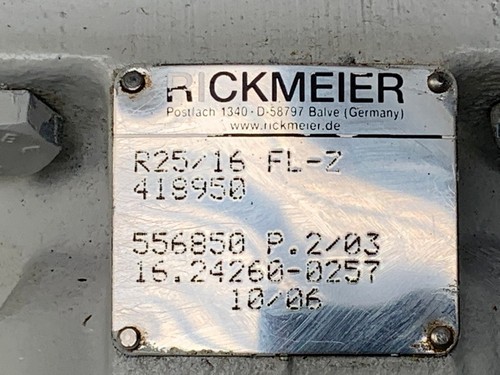 RICKMEIER
Postfach 1340 · D-58797 Balve (Germany)
www.rickmeier.de
R25/16 FL-Z
418950
556850 P.2/03
16.24260-0257
10/06